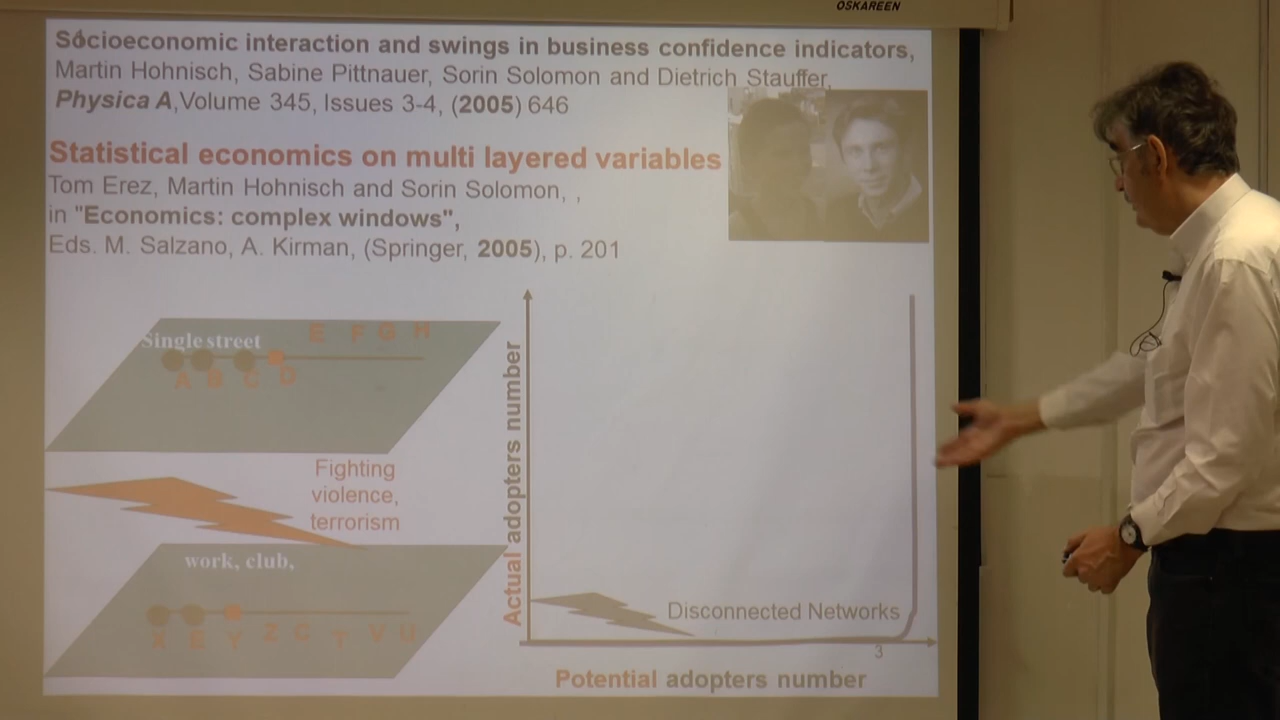 OSKAREEN
Socioeconomic interaction and swings in business confidence indicators,
Martin Hohnisch, Sabine Pittnauer, Sorin Solomon and Dietrich Stauffer,
Physica A,Volume 345, Issues 3-4, (2005) 646
Statistical economics on multi layered variables
Tom Erez, Martin Hohnisch and Sorin Solomon, ,
in "Economics: complex windows",
Eds. M. Salzano, A. Kirman, (Springer, 2005), p. 201
Single street
E F G H
A B C D
Fighting
violence,
terrorism
work, club,
X E Y Z C T V U
Actual adopters number
Disconnected Networks
3
Potential adopters number